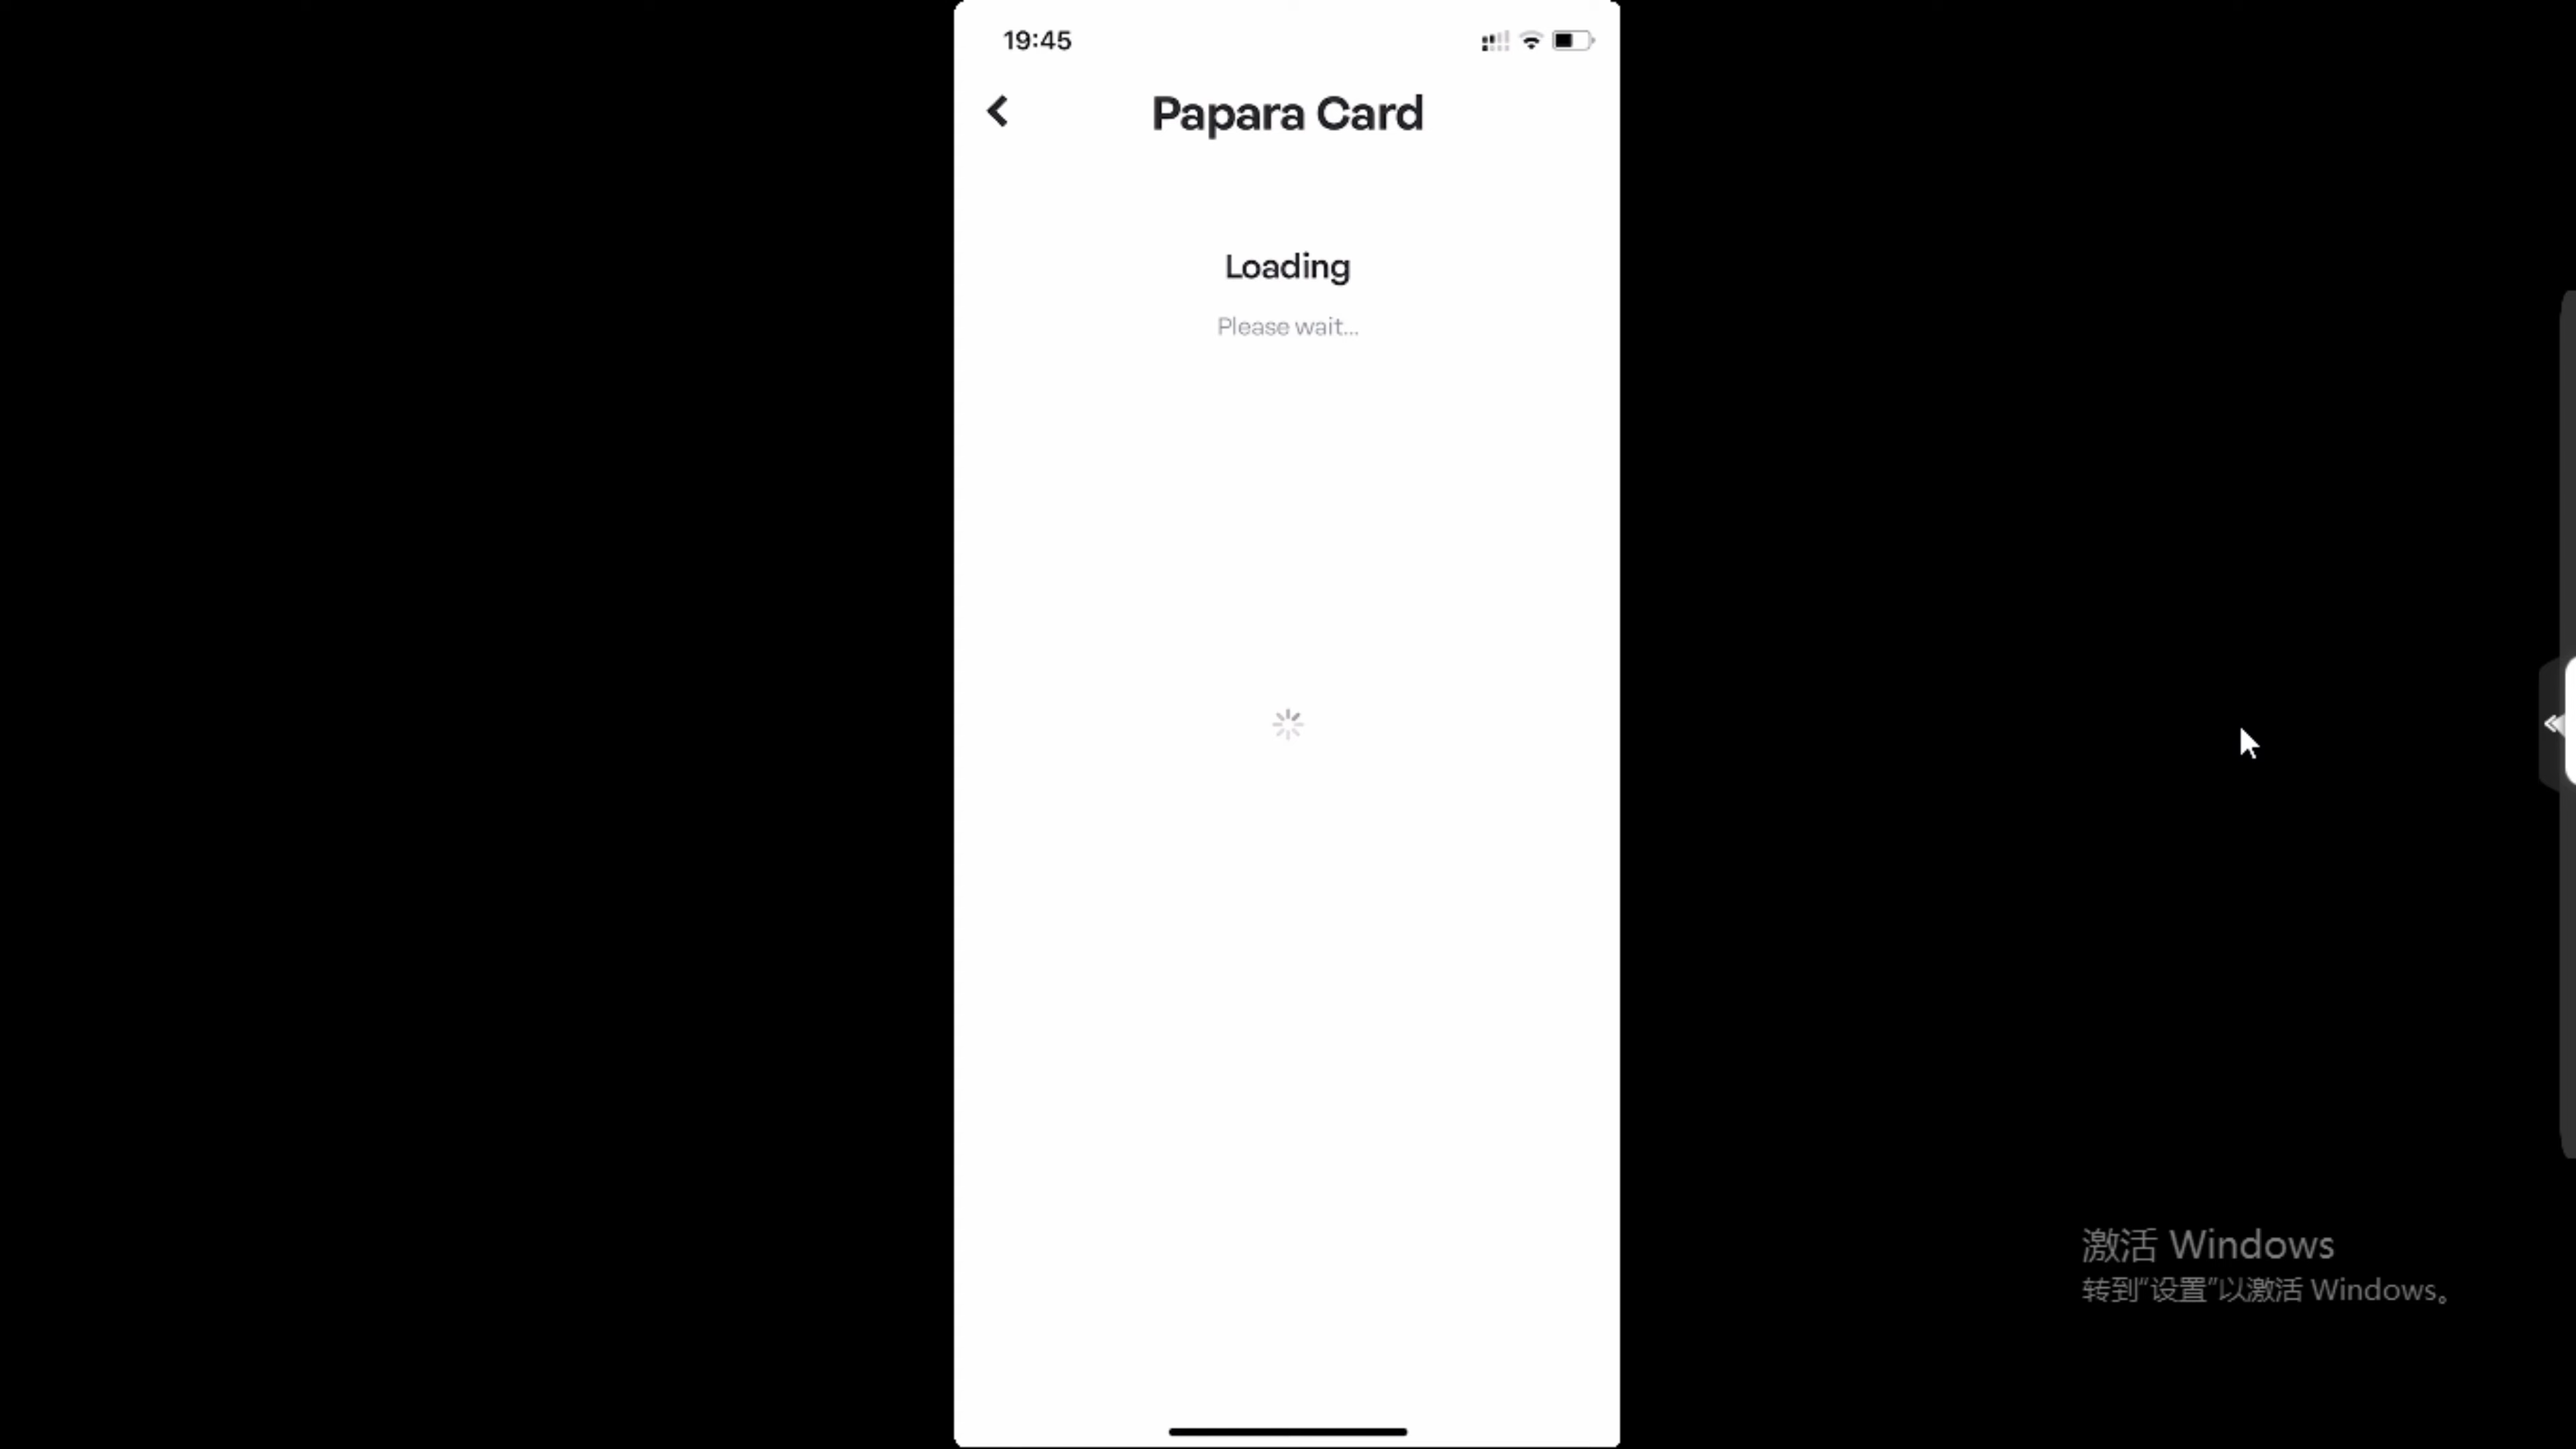 19:45
Papara Card
Loading
Please wait...
激活 Windows
转到“设置”以激活 Windows。